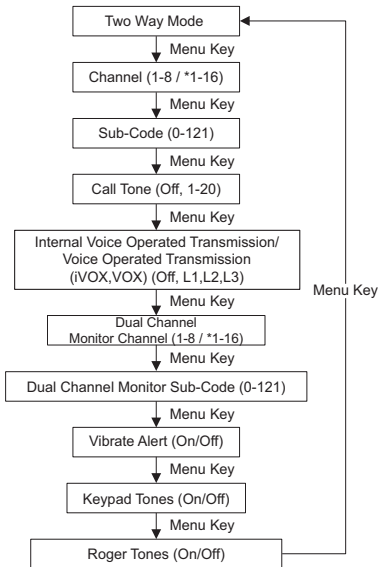 Two Way Mode
Menu Key
Channel (1-8 / *1-16)
Menu Key
Sub-Code (0-121)
Menu Key
Call Tone (Off, 1-20)
Menu Key
Internal Voice Operated Transmission/
Voice Operated Transmission
(iVOX,VOX) (Off, L1,L2,L3)
Menu Key
Dual Channel
Monitor Channel (1-8 / *1-16)
Menu Key
Dual Channel Monitor Sub-Code (0-121)
Menu Key
Vibrate Alert (On/Off)
Menu Key
Keypad Tones (On/Off)
Menu Key
Roger Tones (On/Off)
Menu Key